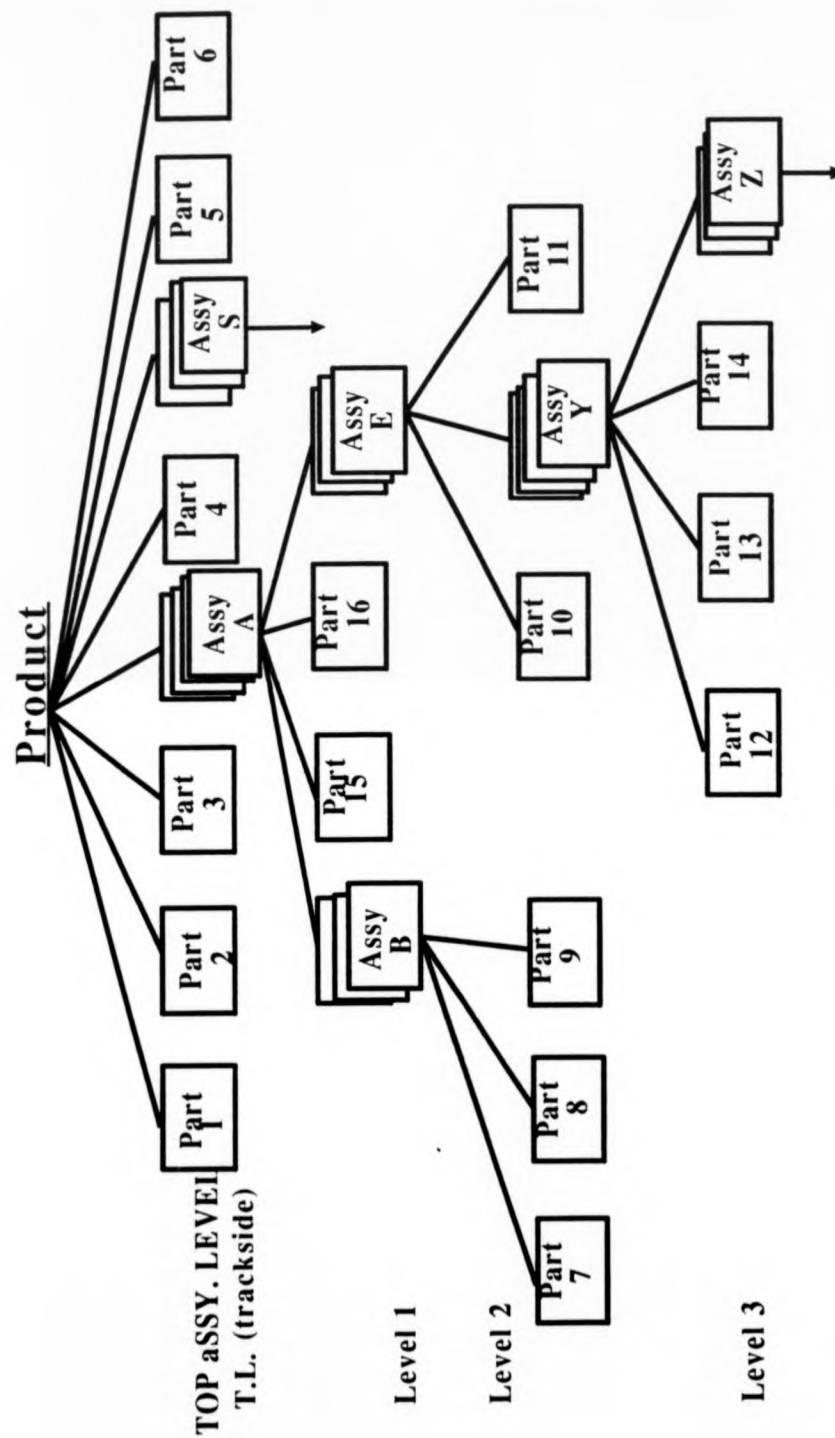 Product
Part
1
Part
2
Part
3
Assy
A
Part
4
Assy
S
Part
5
Part
6
TOP aSSY. LEVEL
T.L. (trackside)
Assy
B
Part
15
Part
16
Assy
E
Level 1
Level 2
Part
7
Part
8
Part
9
Part
10
Assy
Y
Part
11
Level 3
Part
12
Part
13
Part
14
Assy
Z